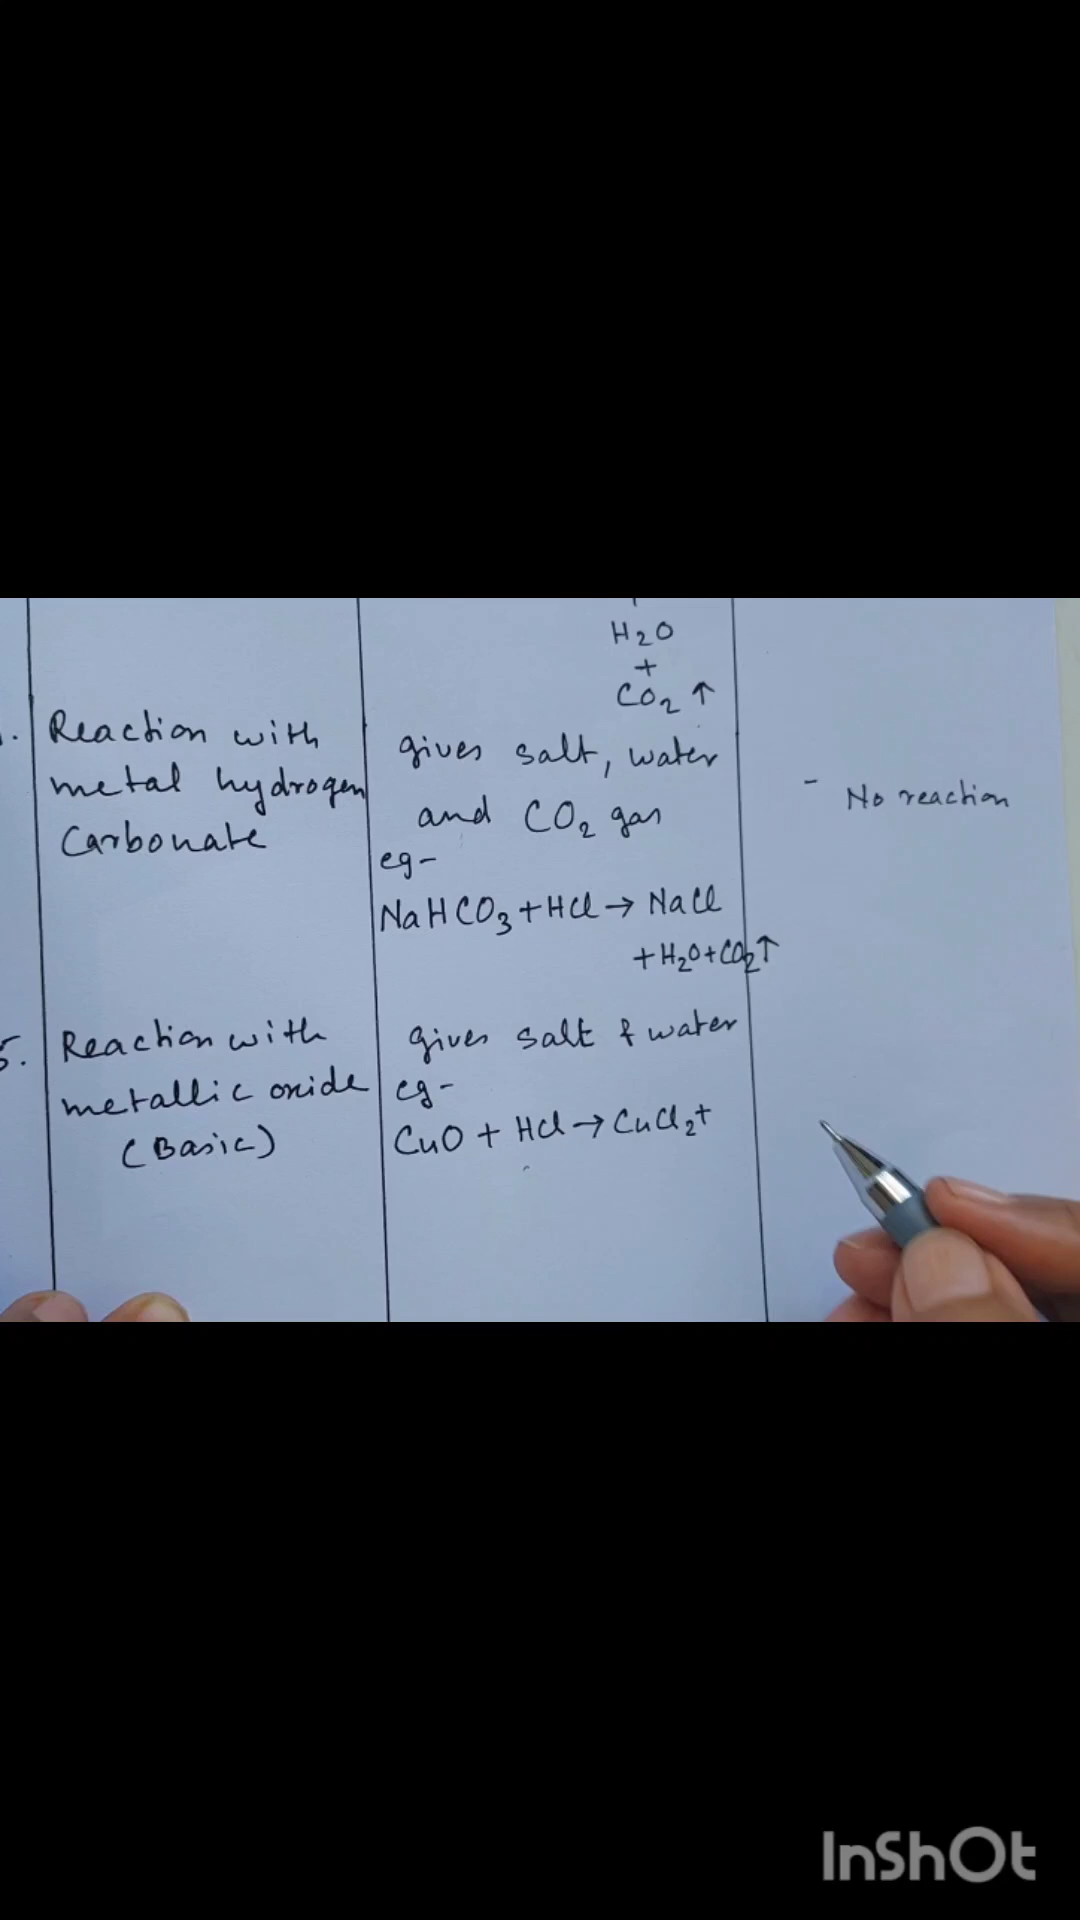 H2O
+
CO2 ↑
. Reaction with
metal hydrogen
Carbonate
gives salt, water
and CO2 gas
eg-
NaHCO3 + HCl → NaCl
+ H2O + CO2 ↑
- No reaction
5. Reaction with
metallic oxide
(Basic)
gives salt & water
eg-
CuO + HCl → CuCl2 +
InShOt